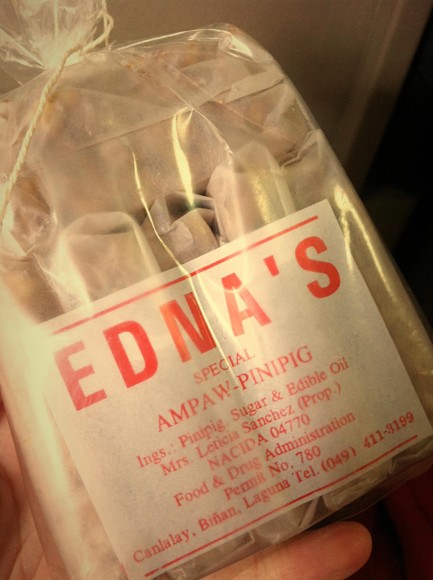 EDNA'S
SPECIAL
AMPAW-PINIPIG
Ings.: Pinipig, Sugar & Edible Oil
Mrs. Leticia Sanchez (Prop.)
NACIDA 04770
Food & Drug Administration
Permit No. 780
Canlalay, Biñan, Laguna Tel. (049) 411-3199